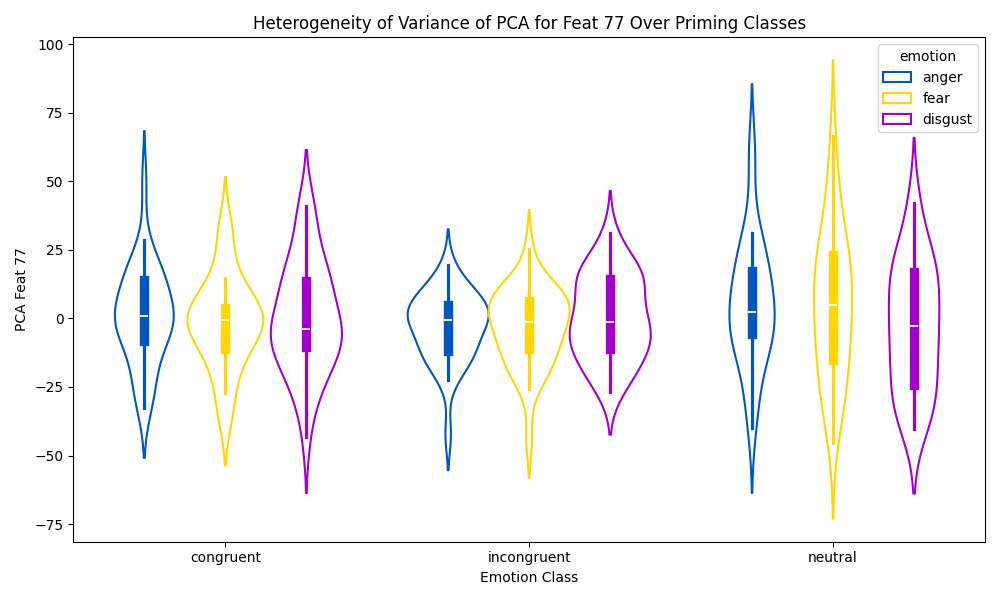 Heterogeneity of Variance of PCA for Feat 77 Over Priming Classes
emotion
anger
fear
disgust
PCA Feat 77
100
75
50
25
0
−25
−50
−75
congruent
incongruent
neutral
Emotion Class